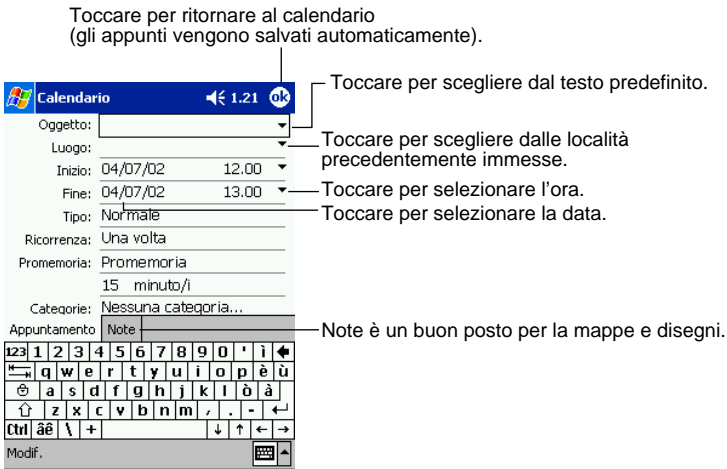 Toccare per ritornare al calendario
(gli appunti vengono salvati automaticamente).
Calendario 1.21 ok
Toccare per scegliere dal testo predefinito.
Oggetto:
Luogo:
Toccare per scegliere dalle località
precedentemente immesse.
Inizio: 04/07/02 12.00
Fine: 04/07/02 13.00
Toccare per selezionare l'ora.
Toccare per selezionare la data.
Tipo: Normale
Ricorrenza: Una volta
Promemoria: Promemoria
15 minuto/i
Categorie: Nessuna categoria...
Appuntamento Note
Note è un buon posto per la mappe e disegni.
123 1 2 3 4 5 6 7 8 9 0 ' ì
q w e r t y u i o p è ù
a s d f g h j k l ò à
z x c v b n m , . -
Ctrl âê \ + ↓ ↑ ← →
Modif.